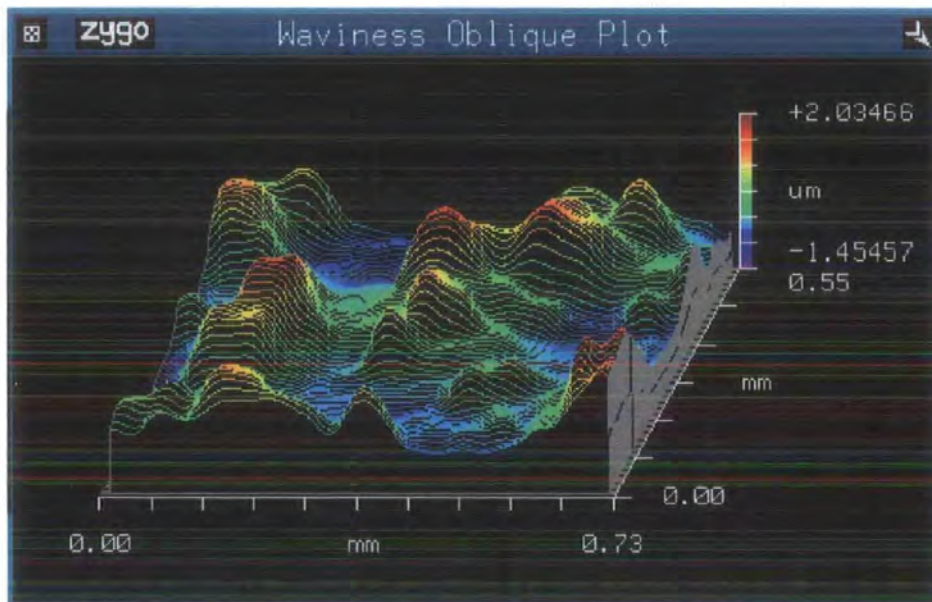 zygo Waviness Oblique Plot
+2.03466
um
-1.45457
0.55
mm
0.00
0.00 mm 0.73